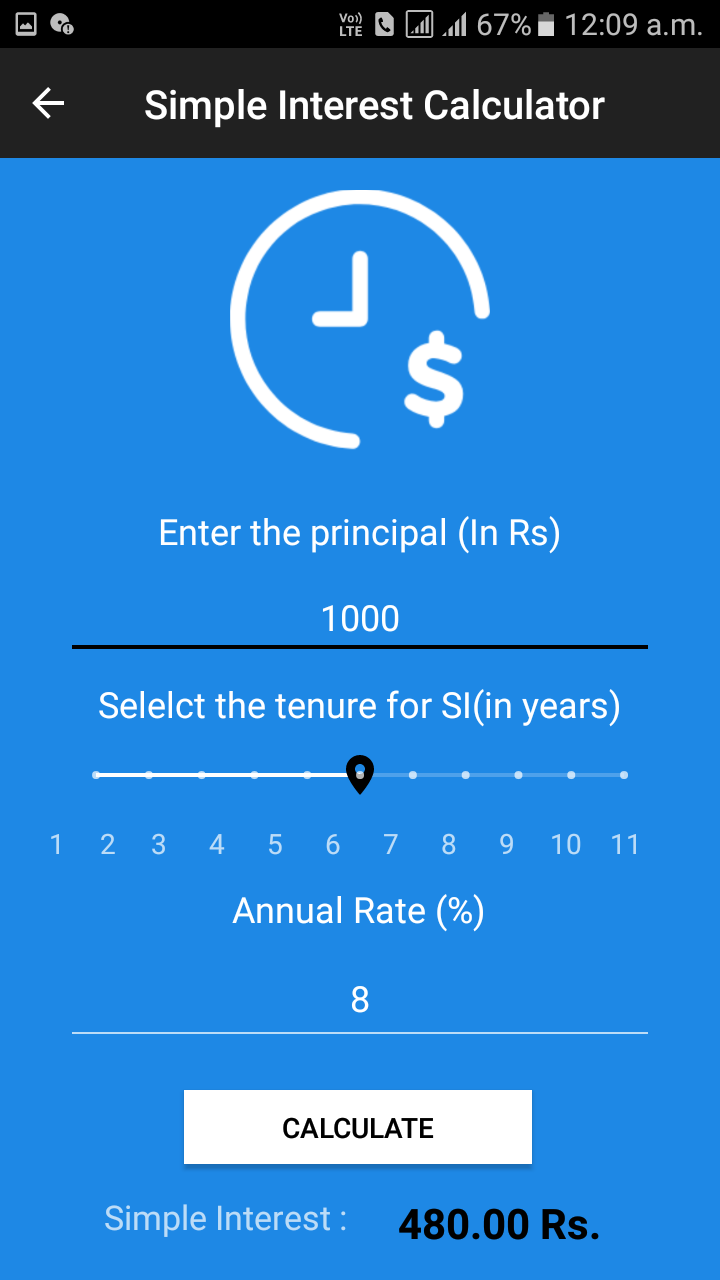 Vo)) LTE 67% 12:09 a.m.
Simple Interest Calculator
$
Enter the principal (In Rs)
1000
Selelct the tenure for SI(in years)
1 2 3 4 5 6 7 8 9 10 11
Annual Rate (%)
8
CALCULATE
Simple Interest : 480.00 Rs.